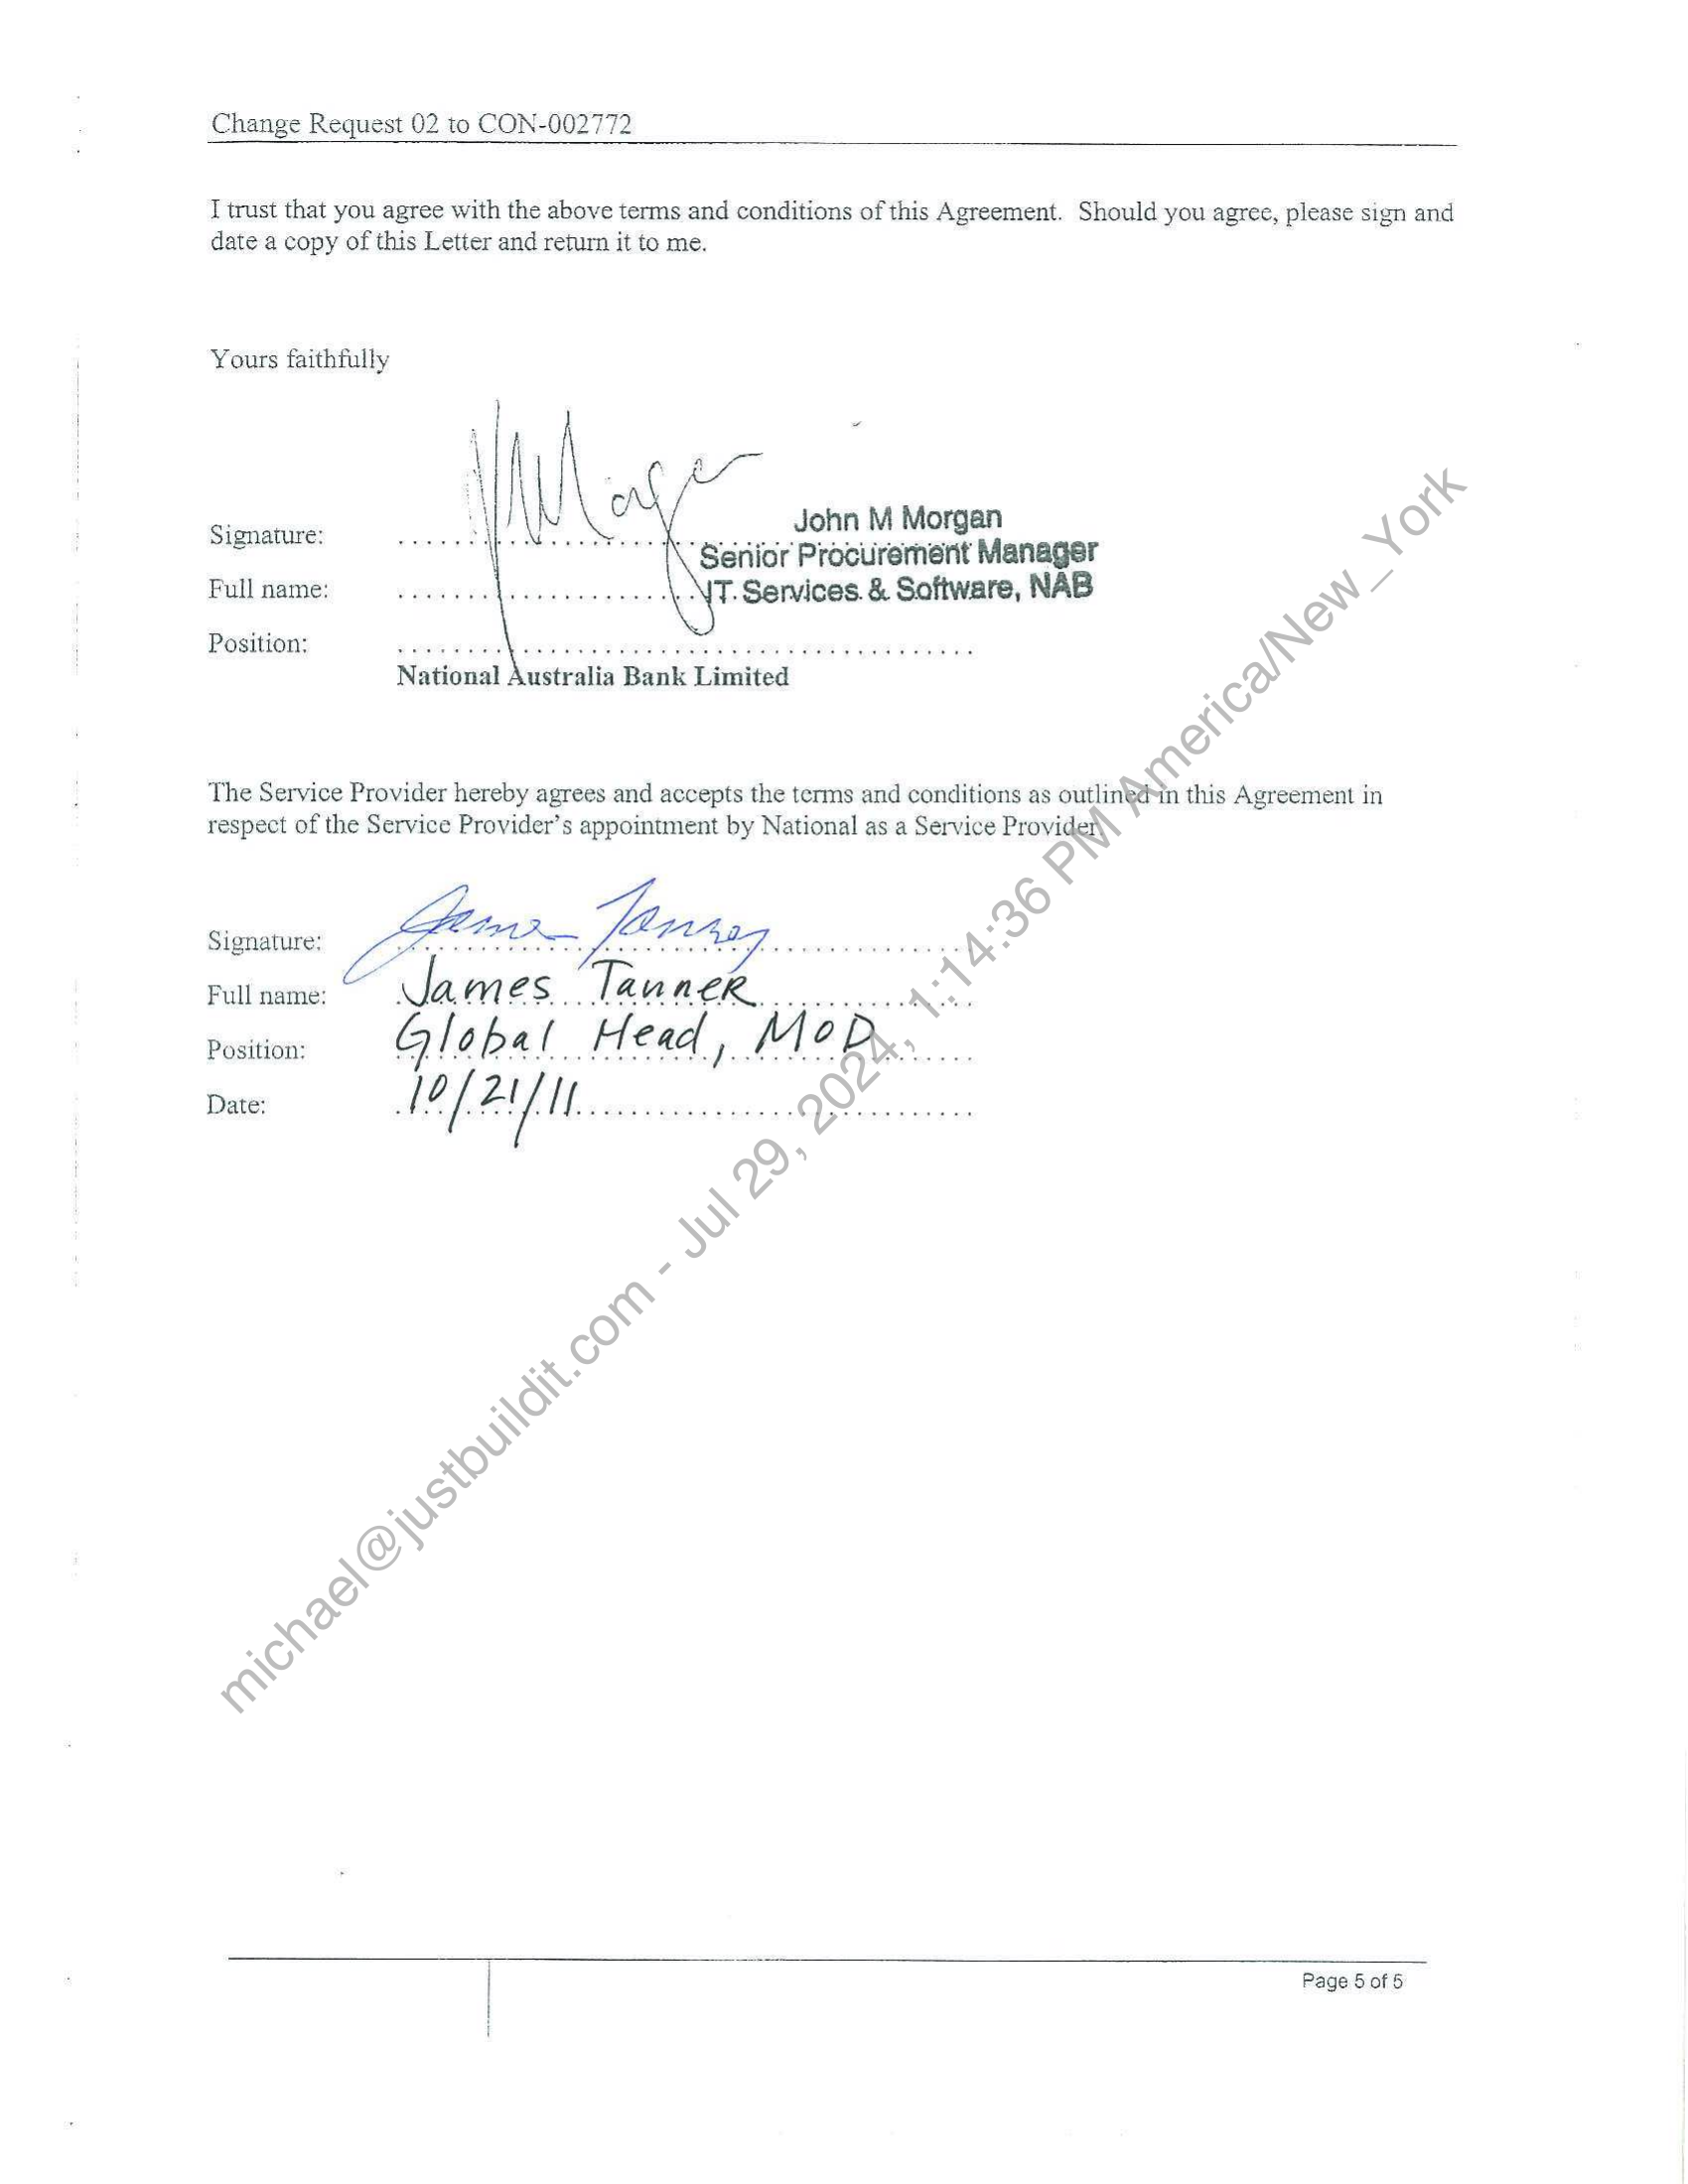 Change Request 02 to CON-002772
I trust that you agree with the above terms and conditions of this Agreement. Should you agree, please sign and
date a copy of this Letter and return it to me.
Yours faithfully
Signature:
John M Morgan
Senior Procurement Manager
Full name:
IT Services & Software, NAB
Position:
National Australia Bank Limited
The Service Provider hereby agrees and accepts the terms and conditions as outlined in this Agreement in
respect of the Service Provider's appointment by National as a Service Provider.
Signature:
Full name: James Tanner
Position: Global Head, MOD
Date: 10/21/11
michael@justbuildit.com - Jul 29, 2024, 1:14:36 PM America/New_York
Page 5 of 5